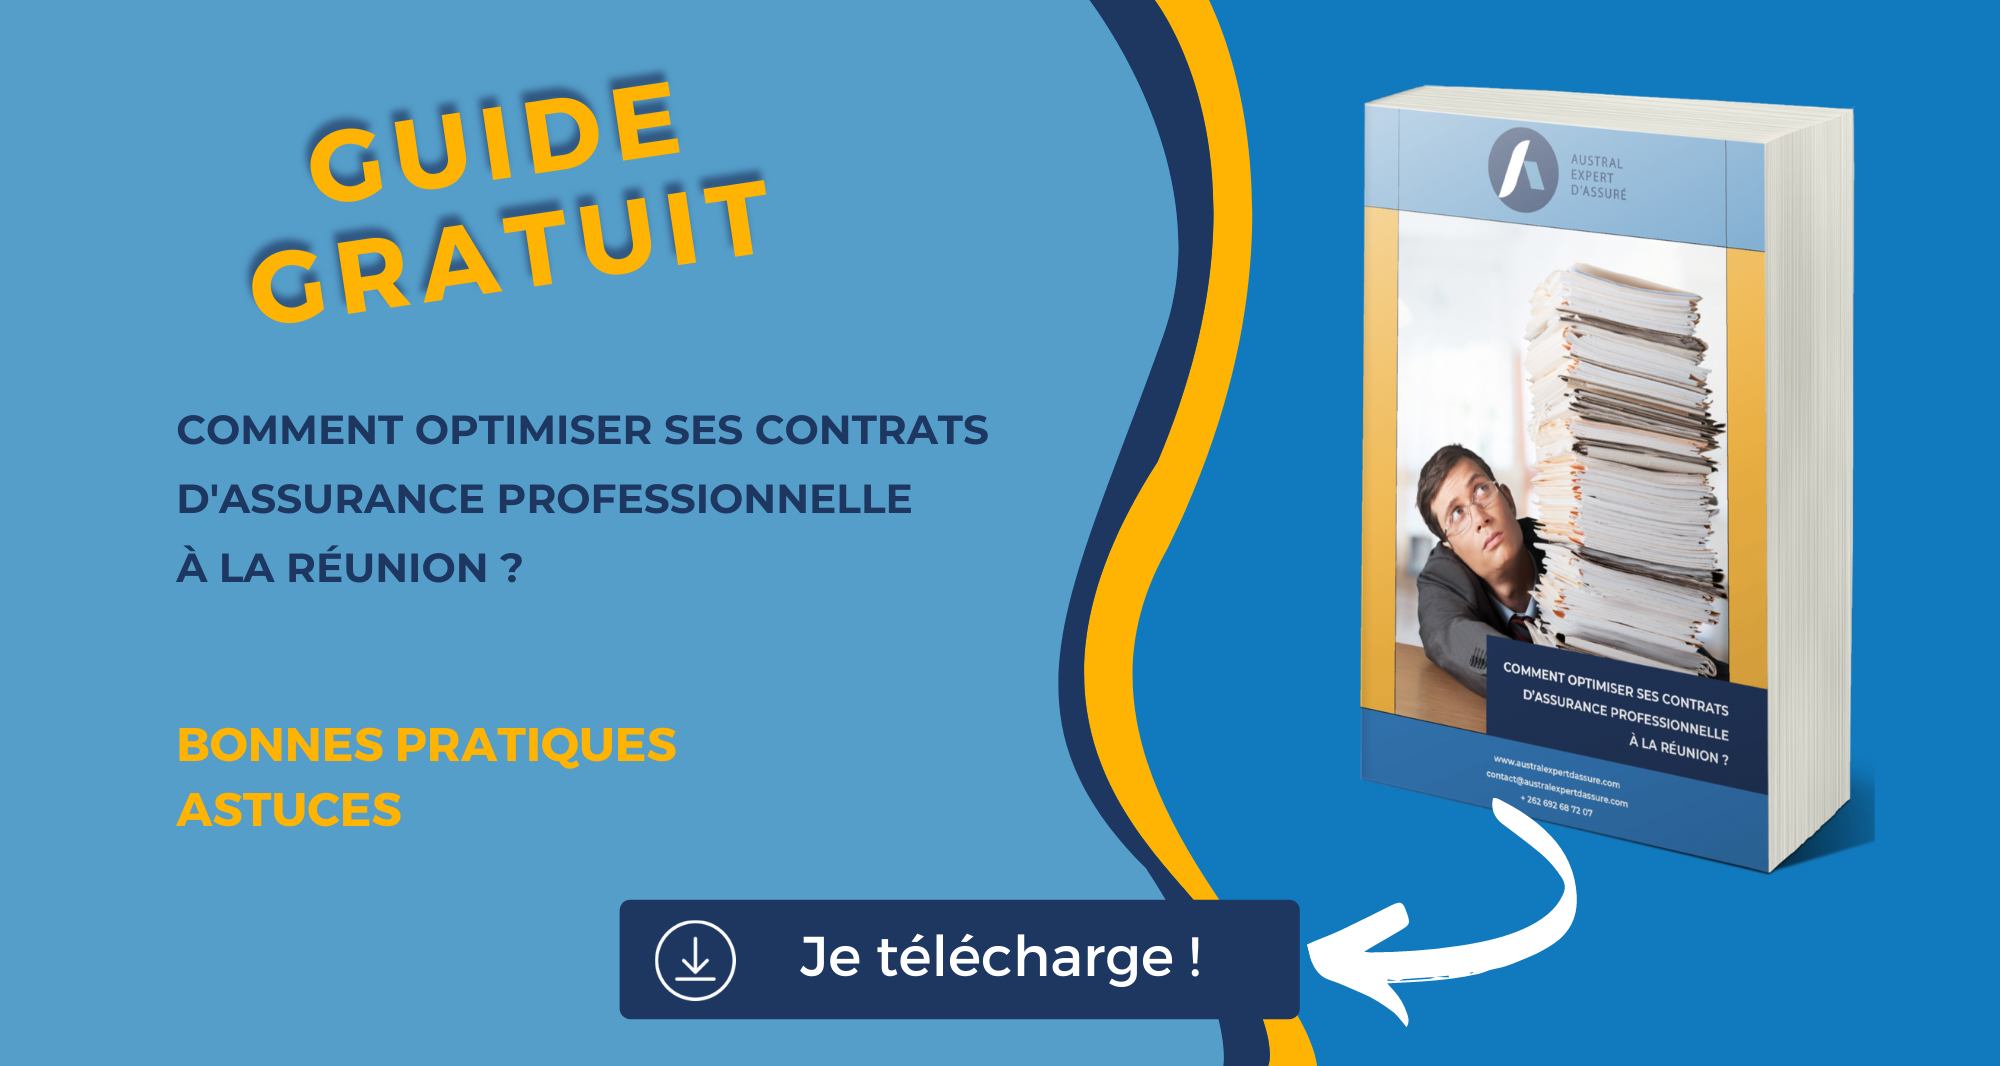 GUIDE
GRATUIT
COMMENT OPTIMISER SES CONTRATS
D'ASSURANCE PROFESSIONNELLE
À LA RÉUNION ?
BONNES PRATIQUES
ASTUCES
Je télécharge !
AUSTRAL
EXPERT
D'ASSURÉ
COMMENT OPTIMISER SES CONTRATS
D'ASSURANCE PROFESSIONNELLE
À LA RÉUNION ?
www.australexpertdassure.com
contact@australexpertdassure.com
+ 262 692 68 72 07